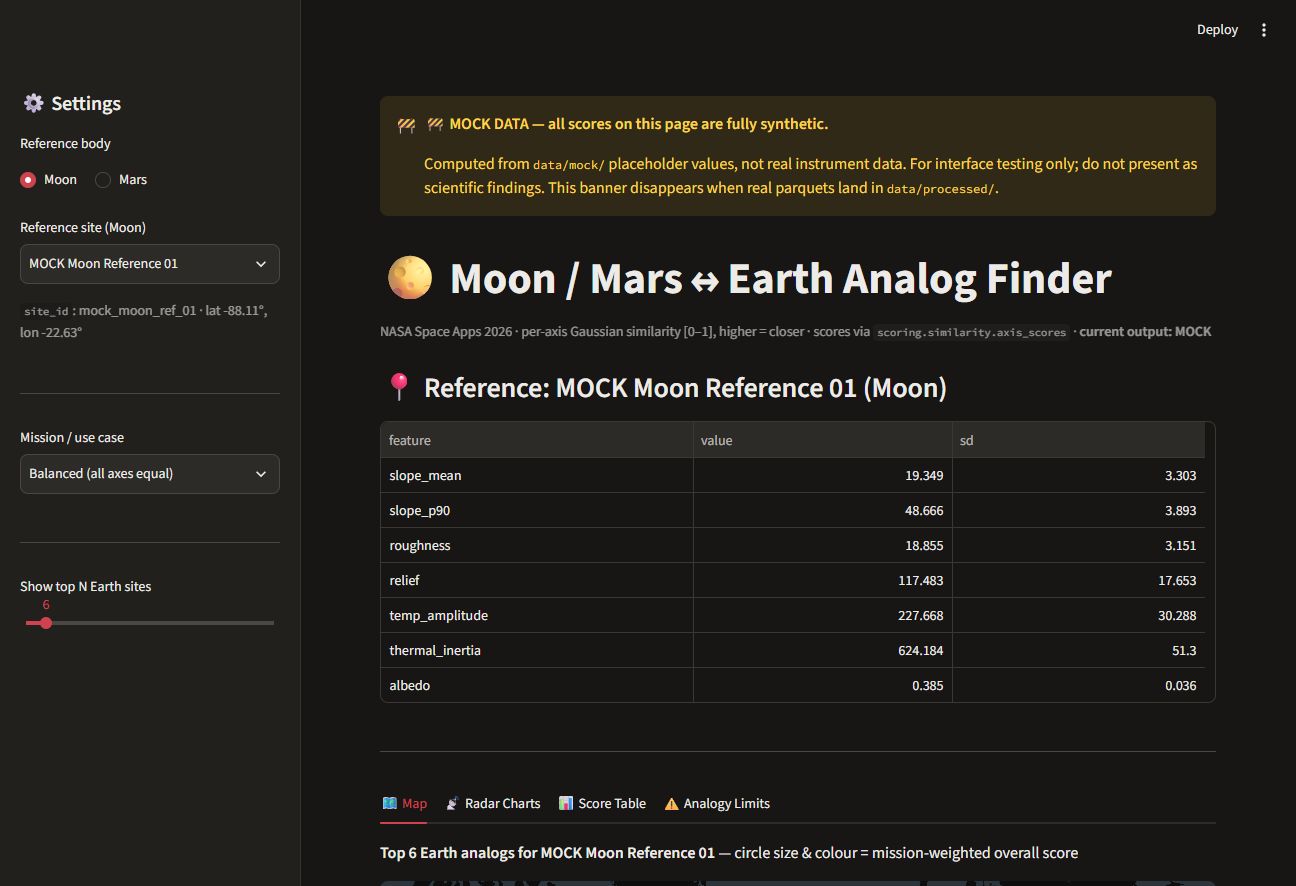 Deploy
Settings
Reference body
Moon Mars
Reference site (Moon)
MOCK Moon Reference 01
site_id : mock_moon_ref_01 · lat -88.11°,
lon -22.63°
Mission / use case
Balanced (all axes equal)
Show top N Earth sites
6
MOCK DATA — all scores on this page are fully synthetic.
Computed from data/mock/ placeholder values, not real instrument data. For interface testing only; do not present as
scientific findings. This banner disappears when real parquets land in data/processed/.
Moon / Mars ↔ Earth Analog Finder
NASA Space Apps 2026 · per-axis Gaussian similarity [0–1], higher = closer · scores via scoring.similarity.axis_scores · current output: MOCK
Reference: MOCK Moon Reference 01 (Moon)
feature value sd
slope_mean 19.349 3.303
slope_p90 48.666 3.893
roughness 18.855 3.151
relief 117.483 17.653
temp_amplitude 227.668 30.288
thermal_inertia 624.184 51.3
albedo 0.385 0.036
Map Radar Charts Score Table Analogy Limits
Top 6 Earth analogs for MOCK Moon Reference 01 — circle size & colour = mission-weighted overall score